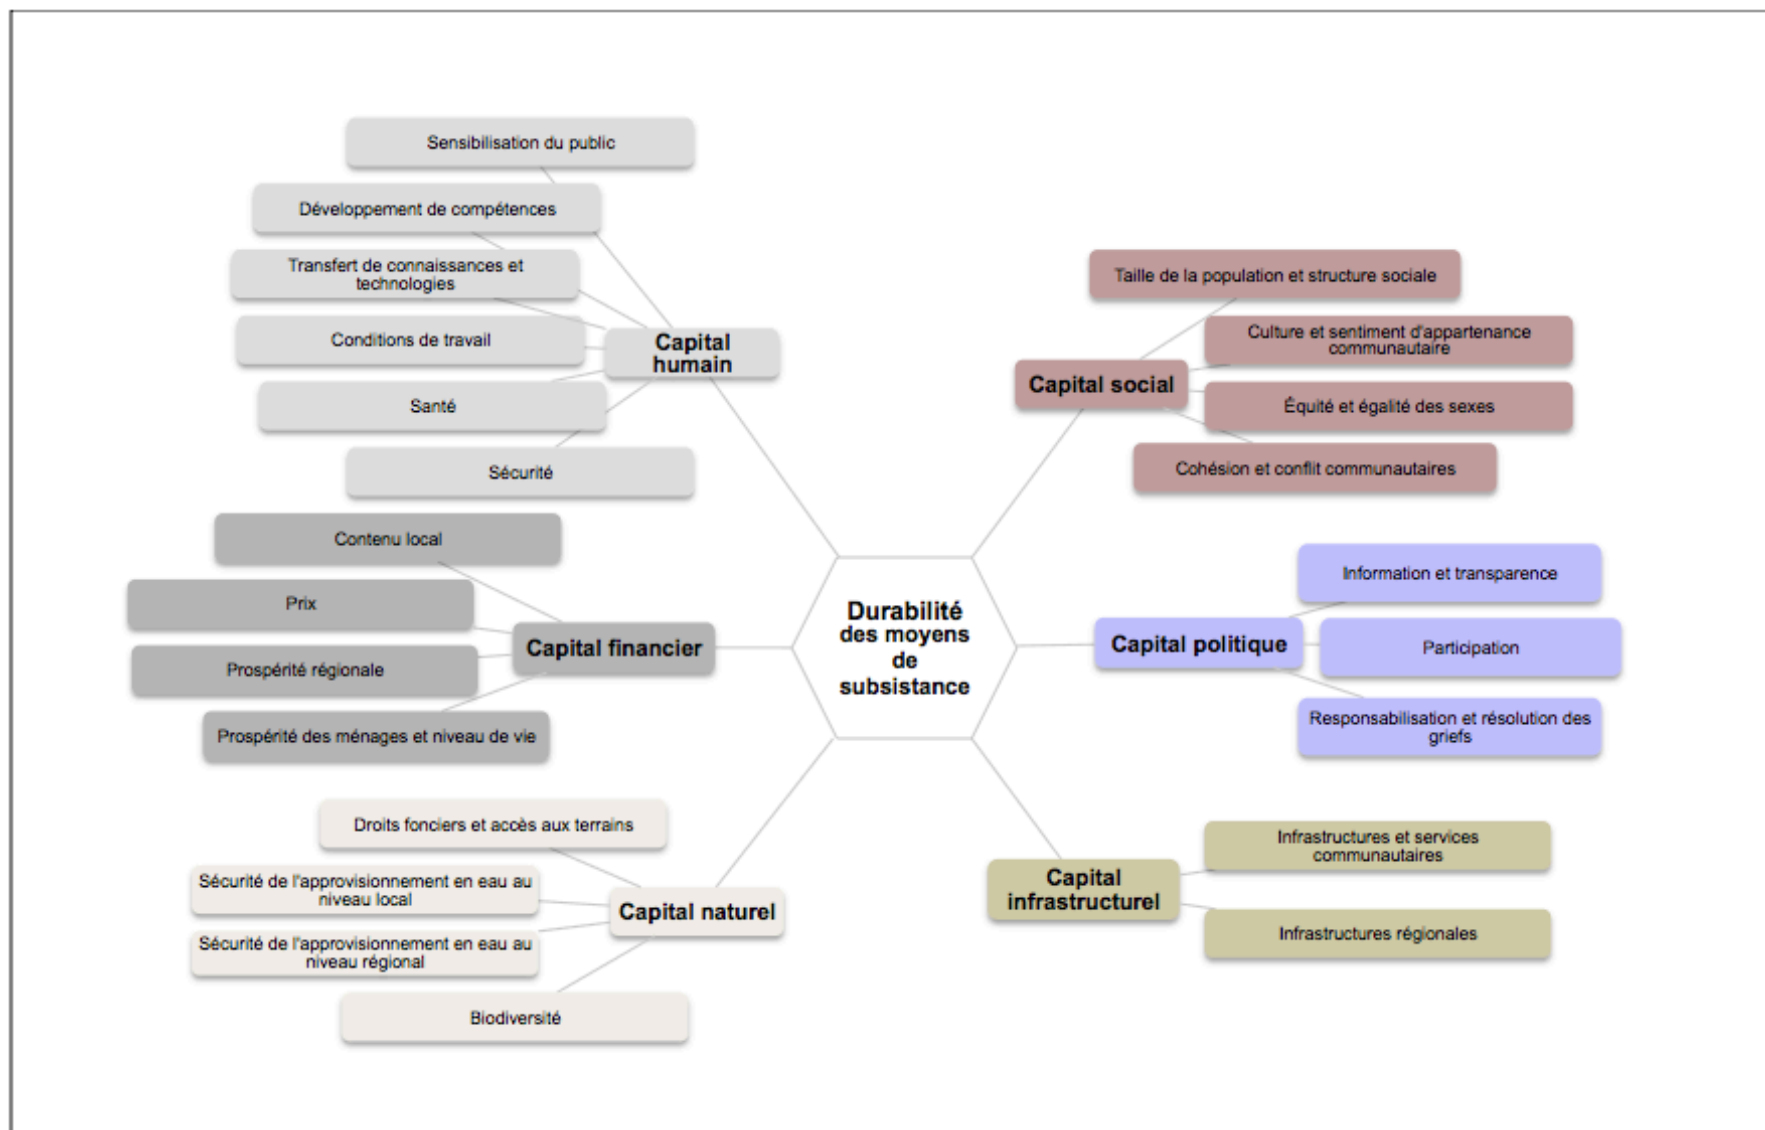 Sensibilisation du public
Développement de compétences
Transfert de connaissances et
technologies
Conditions de travail
Santé
Sécurité
Capital
humain
Contenu local
Prix
Prospérité régionale
Prospérité des ménages et niveau de vie
Capital financier
Droits fonciers et accès aux terrains
Sécurité de l'approvisionnement en eau au
niveau local
Sécurité de l'approvisionnement en eau au
niveau régional
Biodiversité
Capital naturel
Durabilité
des moyens
de
subsistance
Capital social
Taille de la population et structure sociale
Culture et sentiment d'appartenance
communautaire
Équité et égalité des sexes
Cohésion et conflit communautaires
Capital politique
Information et transparence
Participation
Responsabilisation et résolution des
griefs
Capital
infrastructurel
Infrastructures et services
communautaires
Infrastructures régionales